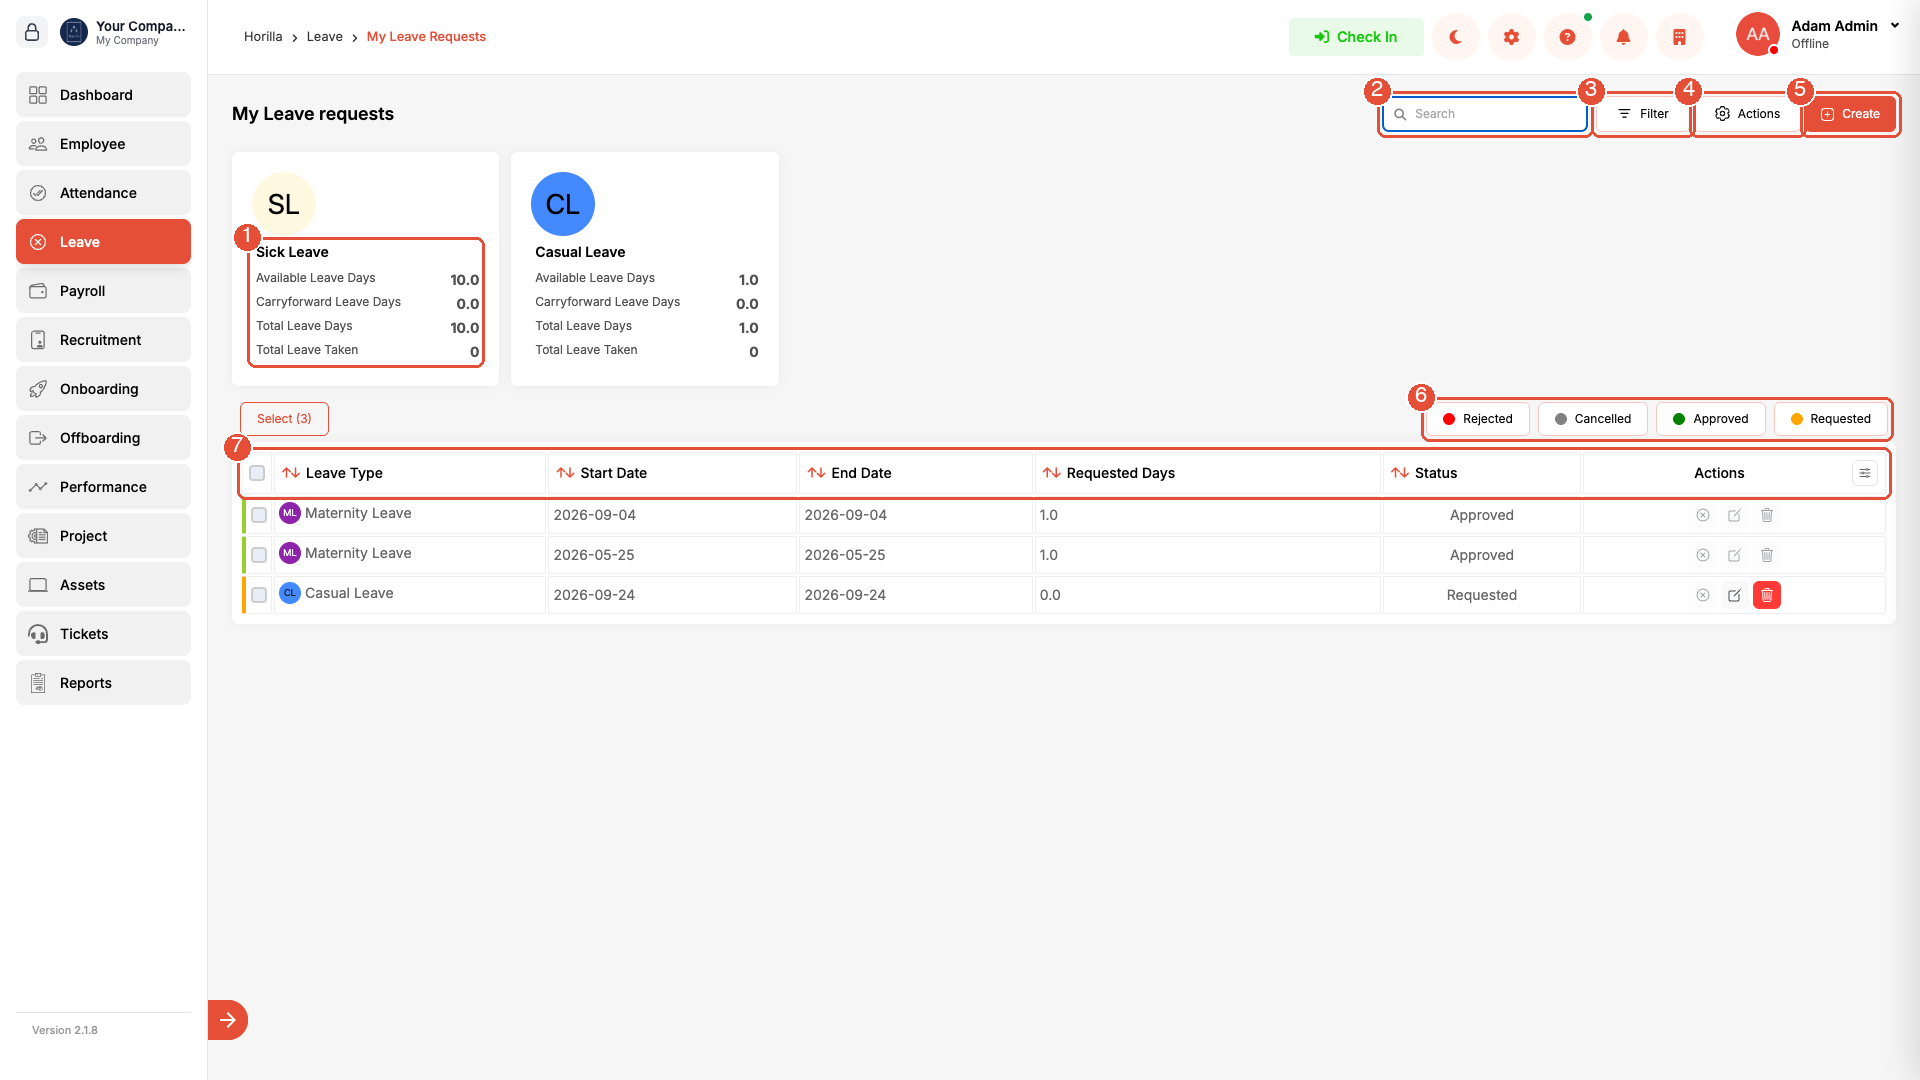 Your Compa...
My Company
Horilla > Leave > My Leave Requests
Check In
AA
Adam Admin
Offline
Dashboard
Employee
Attendance
Leave
Payroll
Recruitment
Onboarding
Offboarding
Performance
Project
Assets
Tickets
Reports
Version 2.1.8
My Leave requests
2
Search
3
Filter
4
Actions
5
Create
SL
1
Sick Leave
Available Leave Days 10.0
Carryforward Leave Days 0.0
Total Leave Days 10.0
Total Leave Taken 0
CL
Casual Leave
Available Leave Days 1.0
Carryforward Leave Days 0.0
Total Leave Days 1.0
Total Leave Taken 0
Select (3)
6
Rejected Cancelled Approved Requested
7
Leave Type Start Date End Date Requested Days Status Actions
ML Maternity Leave 2026-09-04 2026-09-04 1.0 Approved
ML Maternity Leave 2026-05-25 2026-05-25 1.0 Approved
CL Casual Leave 2026-09-24 2026-09-24 0.0 Requested